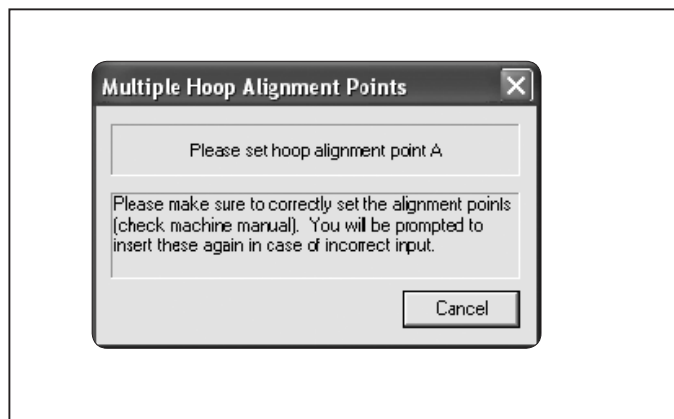 Multiple Hoop Alignment Points
Please set hoop alignment point A
Please make sure to correctly set the alignment points
(check machine manual). You will be prompted to
insert these again in case of incorrect input.
Cancel